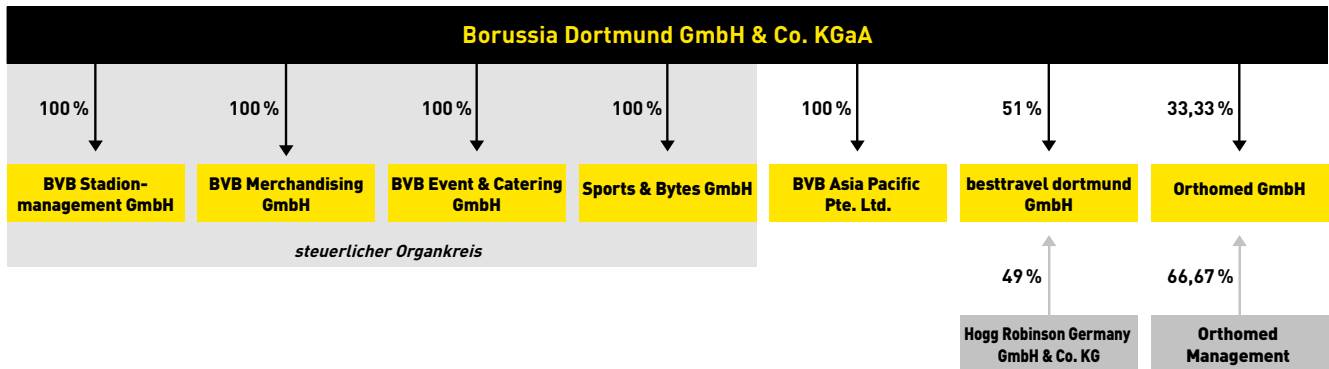 Borussia Dortmund GmbH & Co. KGaA
100 %
100 %
100 %
100 %
100 %
51 %
33,33 %
BVB Stadion-
management GmbH
BVB Merchandising
GmbH
BVB Event & Catering
GmbH
Sports & Bytes GmbH
BVB Asia Pacific
Pte. Ltd.
besttravel dortmund
GmbH
Orthomed GmbH
steuerlicher Organkreis
49 %
66,67 %
Hogg Robinson Germany
GmbH & Co. KG
Orthomed
Management